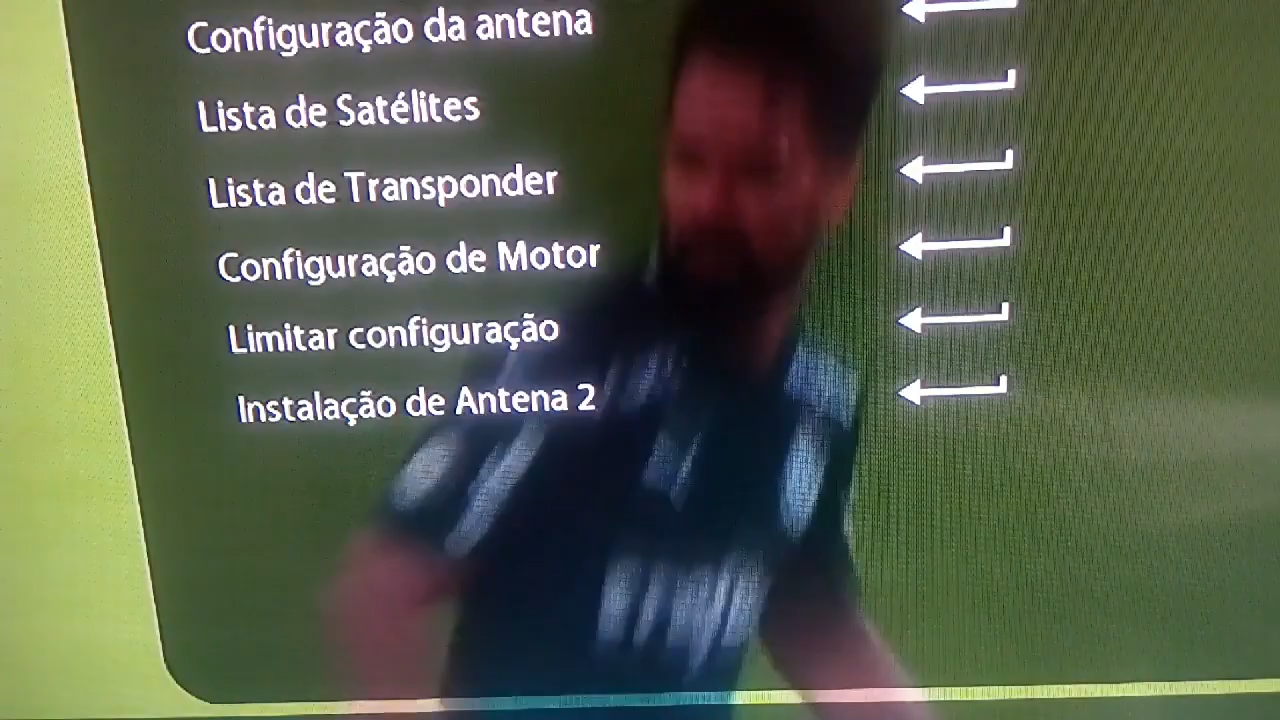 Configuração da antena
Lista de Satélites
Lista de Transponder
Configuração de Motor
Limitar configuração
Instalação de Antena 2